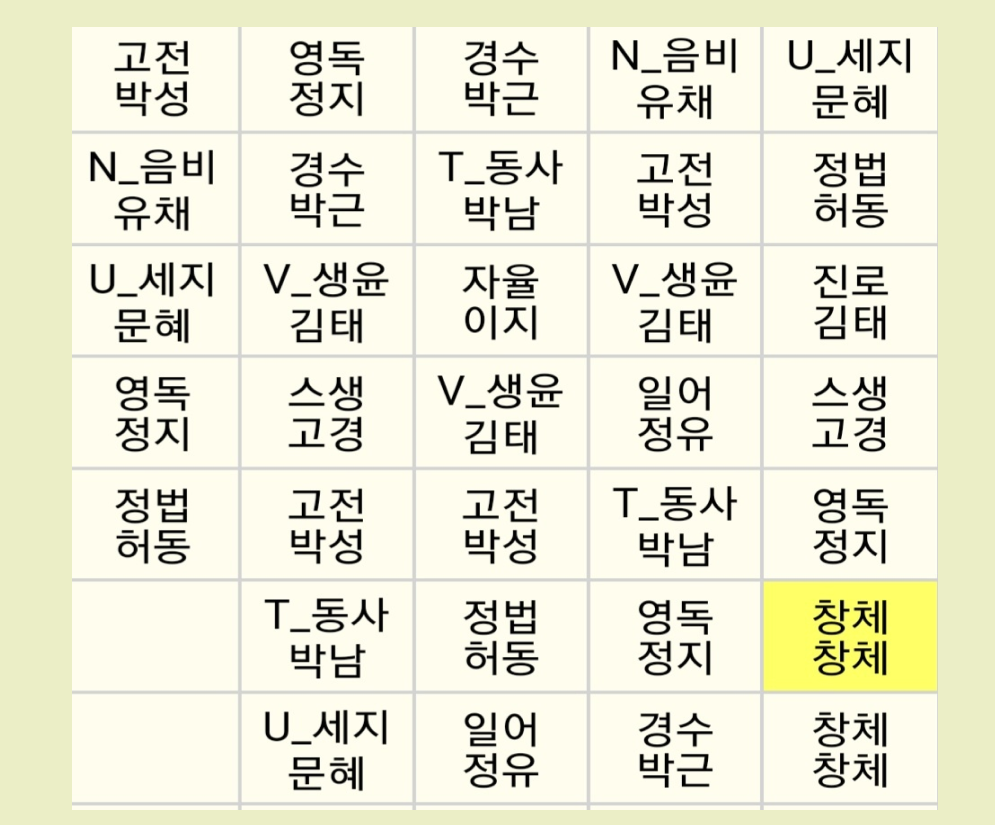 고전 영독 경수 N_음비 U_세지
박성 정지 박근 유채 문혜
N_음비 경수 T_동사 고전 정법
유채 박근 박남 박성 허동
U_세지 V_생윤 자율 V_생윤 진로
문혜 김태 이지 김태 김태
영독 스생 V_생윤 일어 스생
정지 고경 김태 정유 고경
정법 고전 고전 T_동사 영독
허동 박성 박성 박남 정지
T_동사 정법 영독 창체
박남 허동 정지 창체
U_세지 일어 경수 창체
문혜 정유 박근 창체